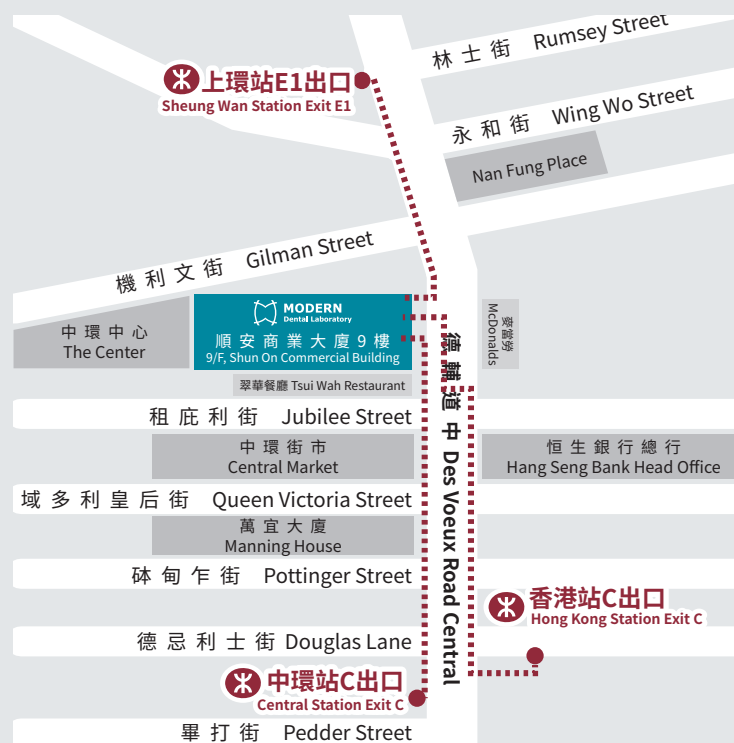 林士街 Rumsey Street
上環站E1出口
Sheung Wan Station Exit E1
永和街 Wing Wo Street
Nan Fung Place
機利文街 Gilman Street
中環中心
The Center
MODERN
Dental Laboratory
順安商業大廈9樓
9/F, Shun On Commercial Building
麥當勞
McDonalds
翠華餐廳 Tsui Wah Restaurant
德輔道中 Des Voeux Road Central
租庇利街 Jubilee Street
中環街市
Central Market
恒生銀行總行
Hang Seng Bank Head Office
域多利皇后街 Queen Victoria Street
萬宜大廈
Manning House
砵甸乍街 Pottinger Street
香港站C出口
Hong Kong Station Exit C
德忌利士街 Douglas Lane
中環站C出口
Central Station Exit C
畢打街 Pedder Street